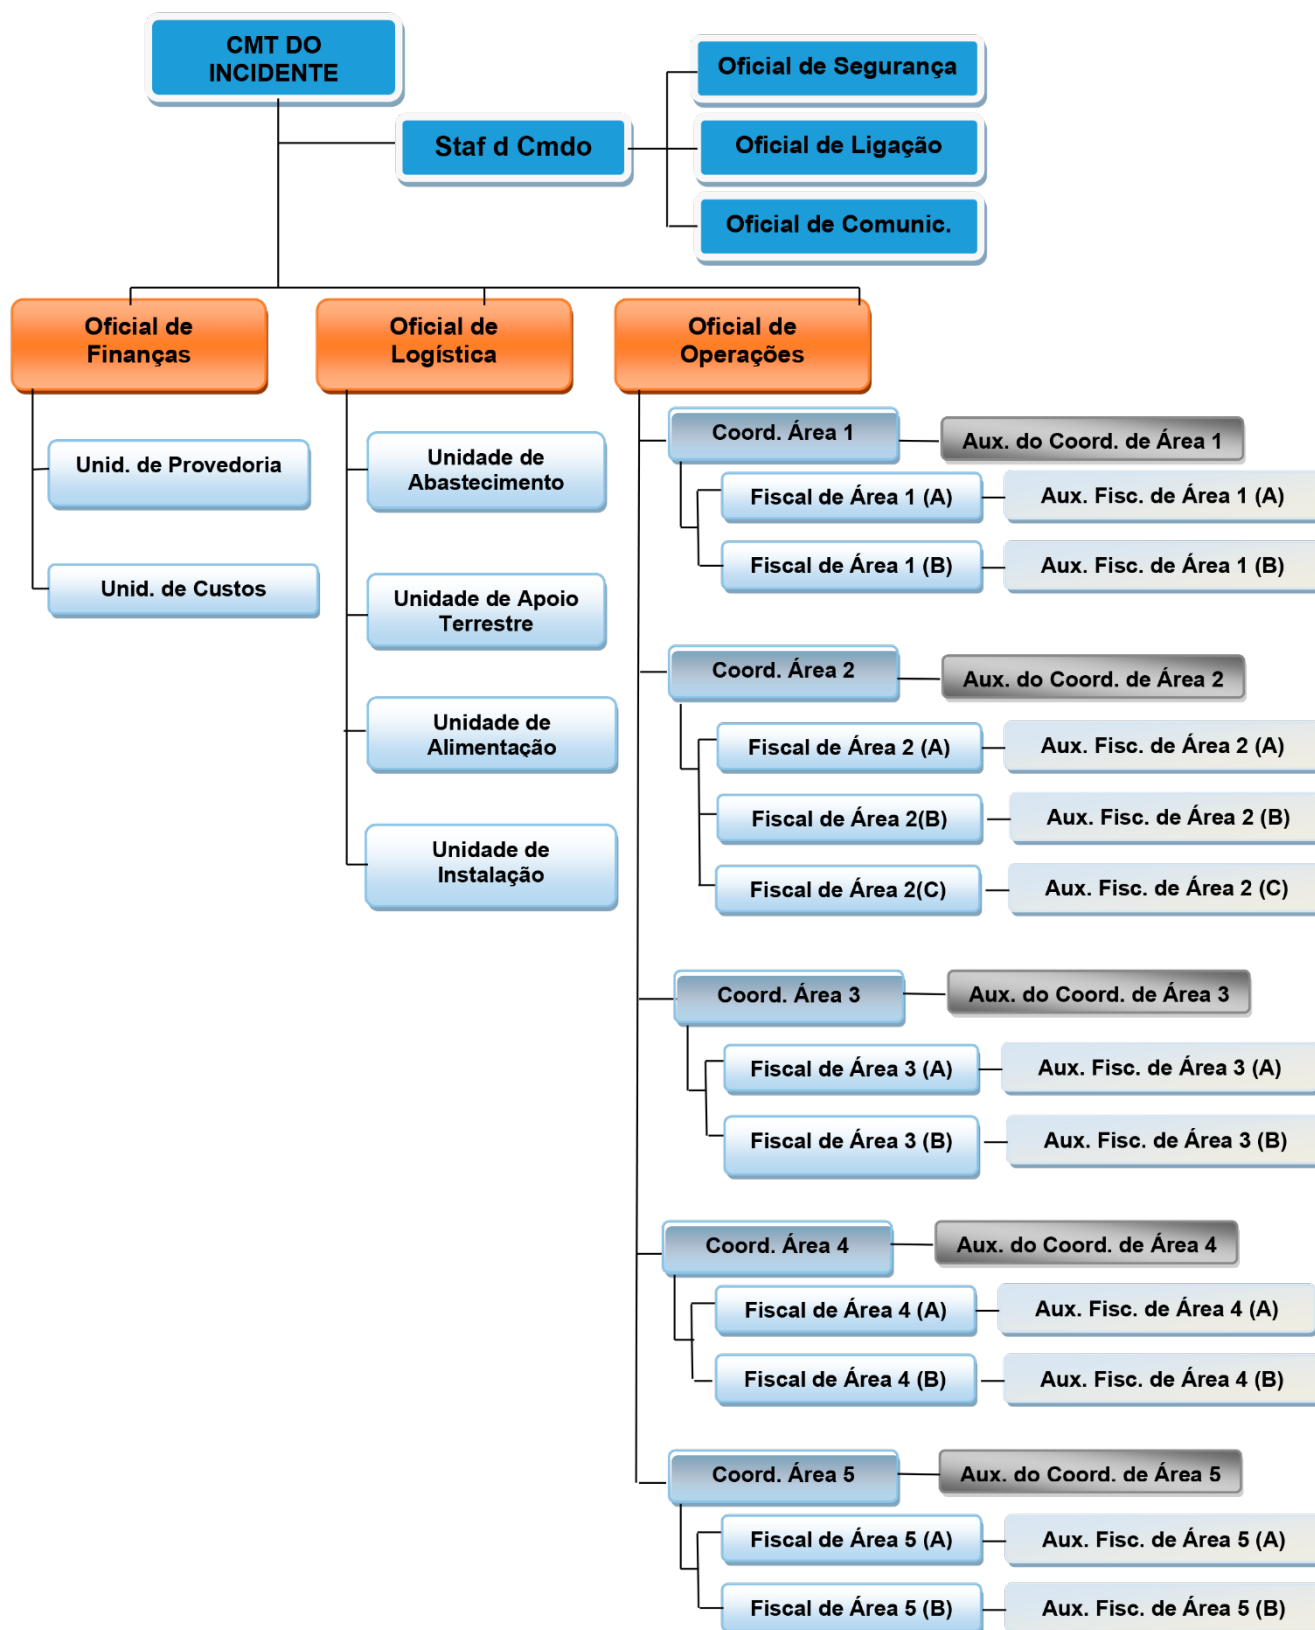 CMT DO
INCIDENTE
Oficial de Segurança
Staf d Cmdo
Oficial de Ligação
Oficial de Comunic.
Oficial de
Finanças
Oficial de
Logística
Oficial de
Operações
Unid. de Provedoria
Unid. de Custos
Unidade de
Abastecimento
Unidade de Apoio
Terrestre
Unidade de
Alimentação
Unidade de
Instalação
Coord. Área 1
Aux. do Coord. de Área 1
Fiscal de Área 1 (A)
Aux. Fisc. de Área 1 (A)
Fiscal de Área 1 (B)
Aux. Fisc. de Área 1 (B)
Coord. Área 2
Aux. do Coord. de Área 2
Fiscal de Área 2 (A)
Aux. Fisc. de Área 2 (A)
Fiscal de Área 2(B)
Aux. Fisc. de Área 2 (B)
Fiscal de Área 2(C)
Aux. Fisc. de Área 2 (C)
Coord. Área 3
Aux. do Coord. de Área 3
Fiscal de Área 3 (A)
Aux. Fisc. de Área 3 (A)
Fiscal de Área 3 (B)
Aux. Fisc. de Área 3 (B)
Coord. Área 4
Aux. do Coord. de Área 4
Fiscal de Área 4 (A)
Aux. Fisc. de Área 4 (A)
Fiscal de Área 4 (B)
Aux. Fisc. de Área 4 (B)
Coord. Área 5
Aux. do Coord. de Área 5
Fiscal de Área 5 (A)
Aux. Fisc. de Área 5 (A)
Fiscal de Área 5 (B)
Aux. Fisc. de Área 5 (B)